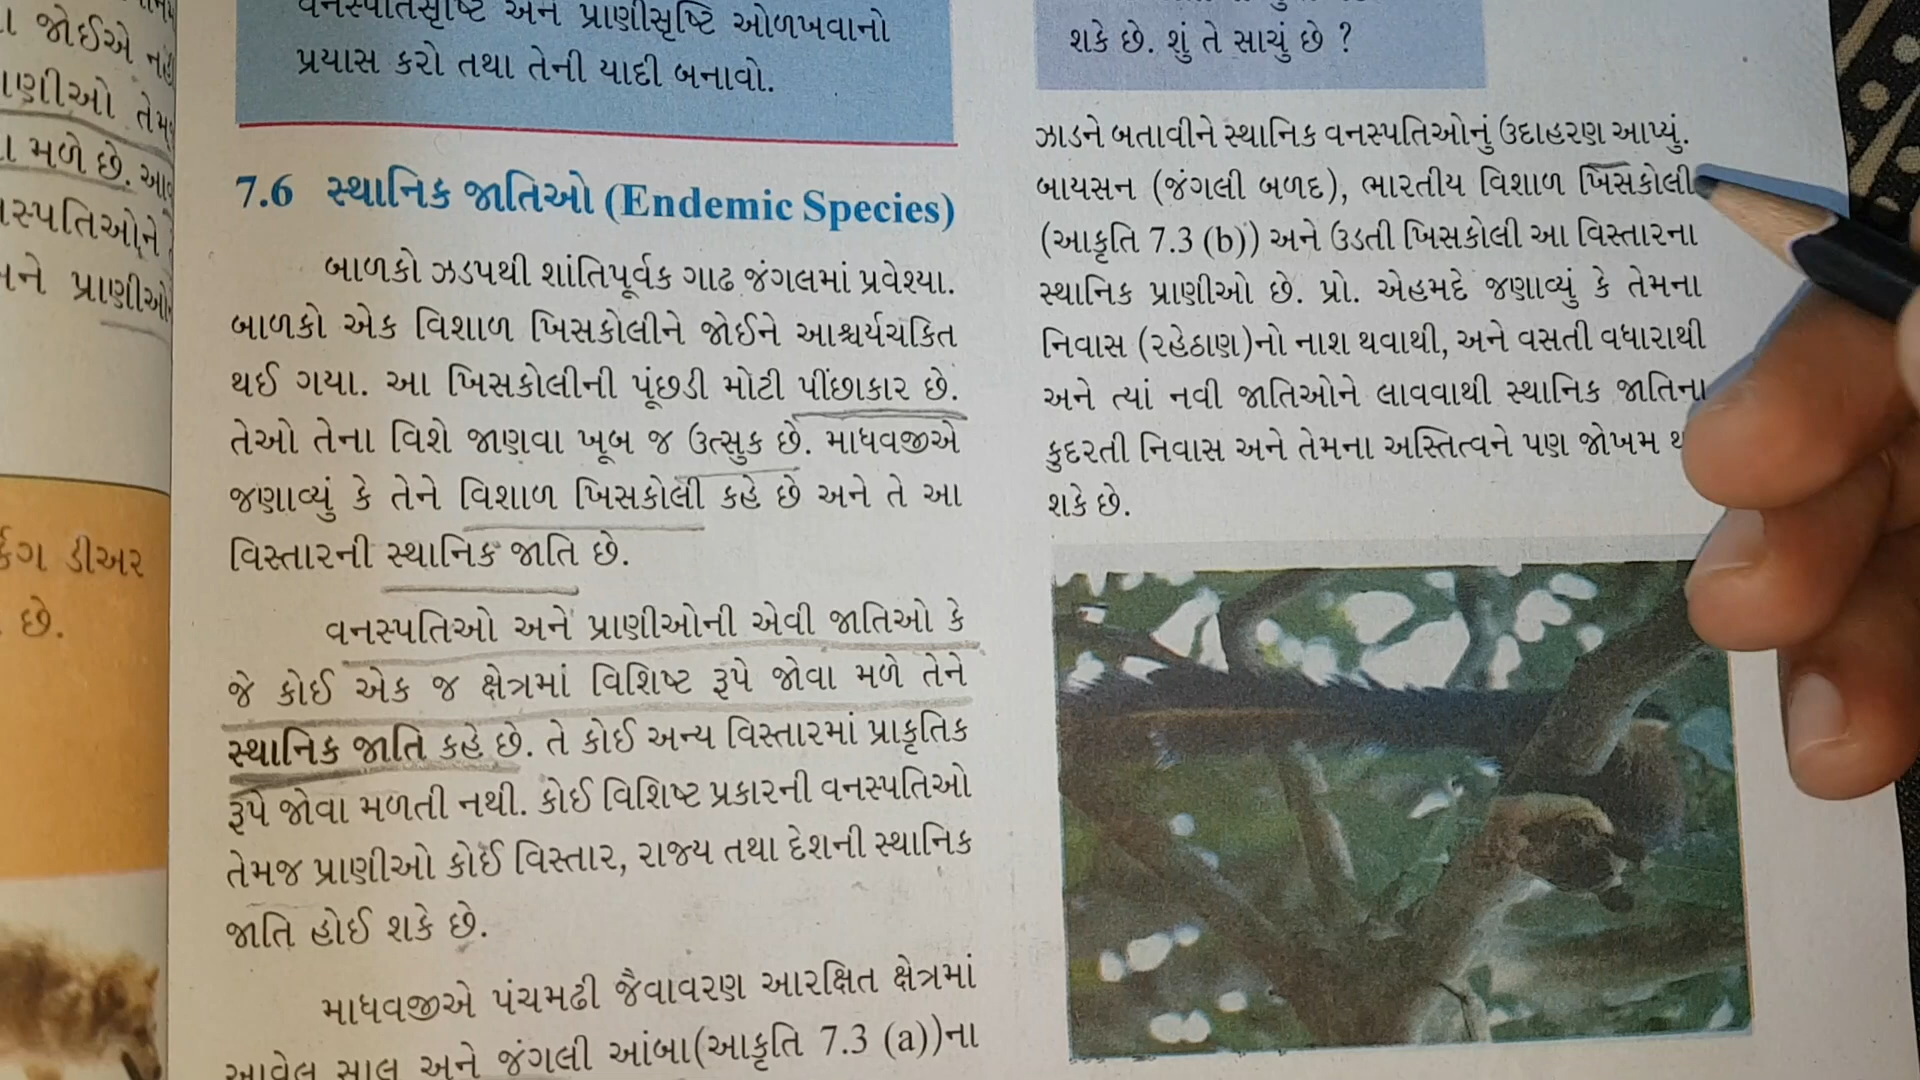 જોઈએ નહ
ણીઓ તેમ
મળે છે. આ
સ્પતિઓને
અને પ્રાણીઓ
ડીઅર
છે.
વનસ્પતિસૃષ્ટિ અને પ્રાણીસૃષ્ટિ ઓળખવાનો
પ્રયાસ કરો તથા તેની યાદી બનાવો.
7.6 સ્થાનિક જાતિઓ (Endemic Species)
બાળકો ઝડપથી શાંતિપૂર્વક ગાઢ જંગલમાં પ્રવેશ્યા.
બાળકો એક વિશાળ ખિસકોલીને જોઈને આશ્ચર્યચકિત
થઈ ગયા. આ ખિસકોલીની પૂંછડી મોટી પીંછાકાર છે.
તેઓ તેના વિશે જાણવા ખૂબ જ ઉત્સુક છે. માધવજીએ
જણાવ્યું કે તેને વિશાળ ખિસકોલી કહે છે અને તે આ
વિસ્તારની સ્થાનિક જાતિ છે.
વનસ્પતિઓ અને પ્રાણીઓની એવી જાતિઓ કે
જે કોઈ એક જ ક્ષેત્રમાં વિશિષ્ટ રૂપે જોવા મળે તેને
સ્થાનિક જાતિ કહે છે. તે કોઈ અન્ય વિસ્તારમાં પ્રાકૃતિક
રૂપે જોવા મળતી નથી. કોઈ વિશિષ્ટ પ્રકારની વનસ્પતિઓ
તેમજ પ્રાણીઓ કોઈ વિસ્તાર, રાજ્ય તથા દેશની સ્થાનિક
જાતિ હોઈ શકે છે.
માધવજીએ પંચમઢી જૈવાવરણ આરક્ષિત ક્ષેત્રમાં
આવેલ સાલ અને જંગલી આંબા(આકૃતિ 7.3 (a))ના
શકે છે. શું તે સાચું છે ?
ઝાડને બતાવીને સ્થાનિક વનસ્પતિઓનું ઉદાહરણ આપ્યું.
બાયસન (જંગલી બળદ), ભારતીય વિશાળ ખિસકોલી
(આકૃતિ 7.3 (b)) અને ઉડતી ખિસકોલી આ વિસ્તારના
સ્થાનિક પ્રાણીઓ છે. પ્રો. એહમદે જણાવ્યું કે તેમના
નિવાસ (રહેઠાણ)નો નાશ થવાથી, અને વસતી વધારાથી
અને ત્યાં નવી જાતિઓને લાવવાથી સ્થાનિક જાતિના
કુદરતી નિવાસ અને તેમના અસ્તિત્વને પણ જોખમ
શકે છે.